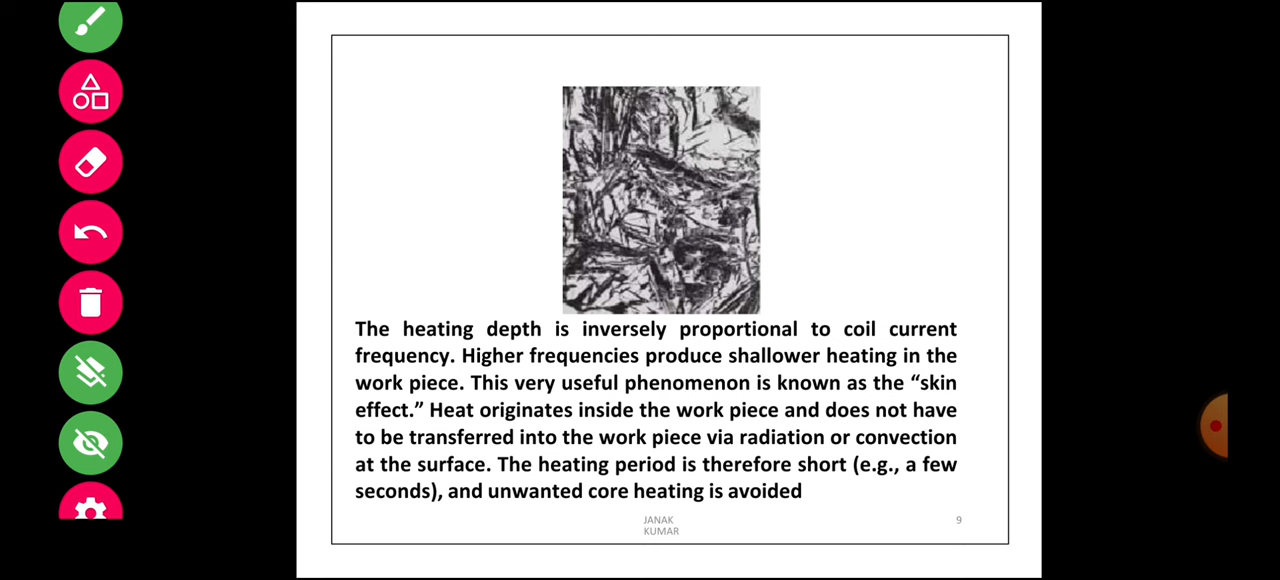 The heating depth is inversely proportional to coil current
frequency. Higher frequencies produce shallower heating in the
work piece. This very useful phenomenon is known as the “skin
effect.” Heat originates inside the work piece and does not have
to be transferred into the work piece via radiation or convection
at the surface. The heating period is therefore short (e.g., a few
seconds), and unwanted core heating is avoided
JANAK
KUMAR
9